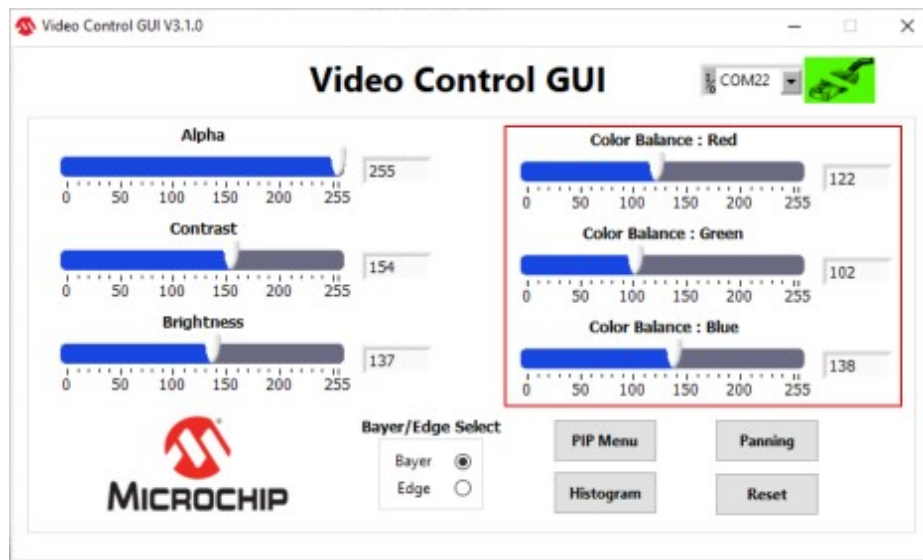 Video Control GUI V3.1.0
Video Control GUI
COM22
Alpha
255
0 50 100 150 200 255
Contrast
154
0 50 100 150 200 255
Brightness
137
0 50 100 150 200 255
Color Balance : Red
122
0 50 100 150 200 255
Color Balance : Green
102
0 50 100 150 200 255
Color Balance : Blue
138
0 50 100 150 200 255
MICROCHIP
Bayer/Edge Select
Bayer
Edge
PIP Menu
Panning
Histogram
Reset